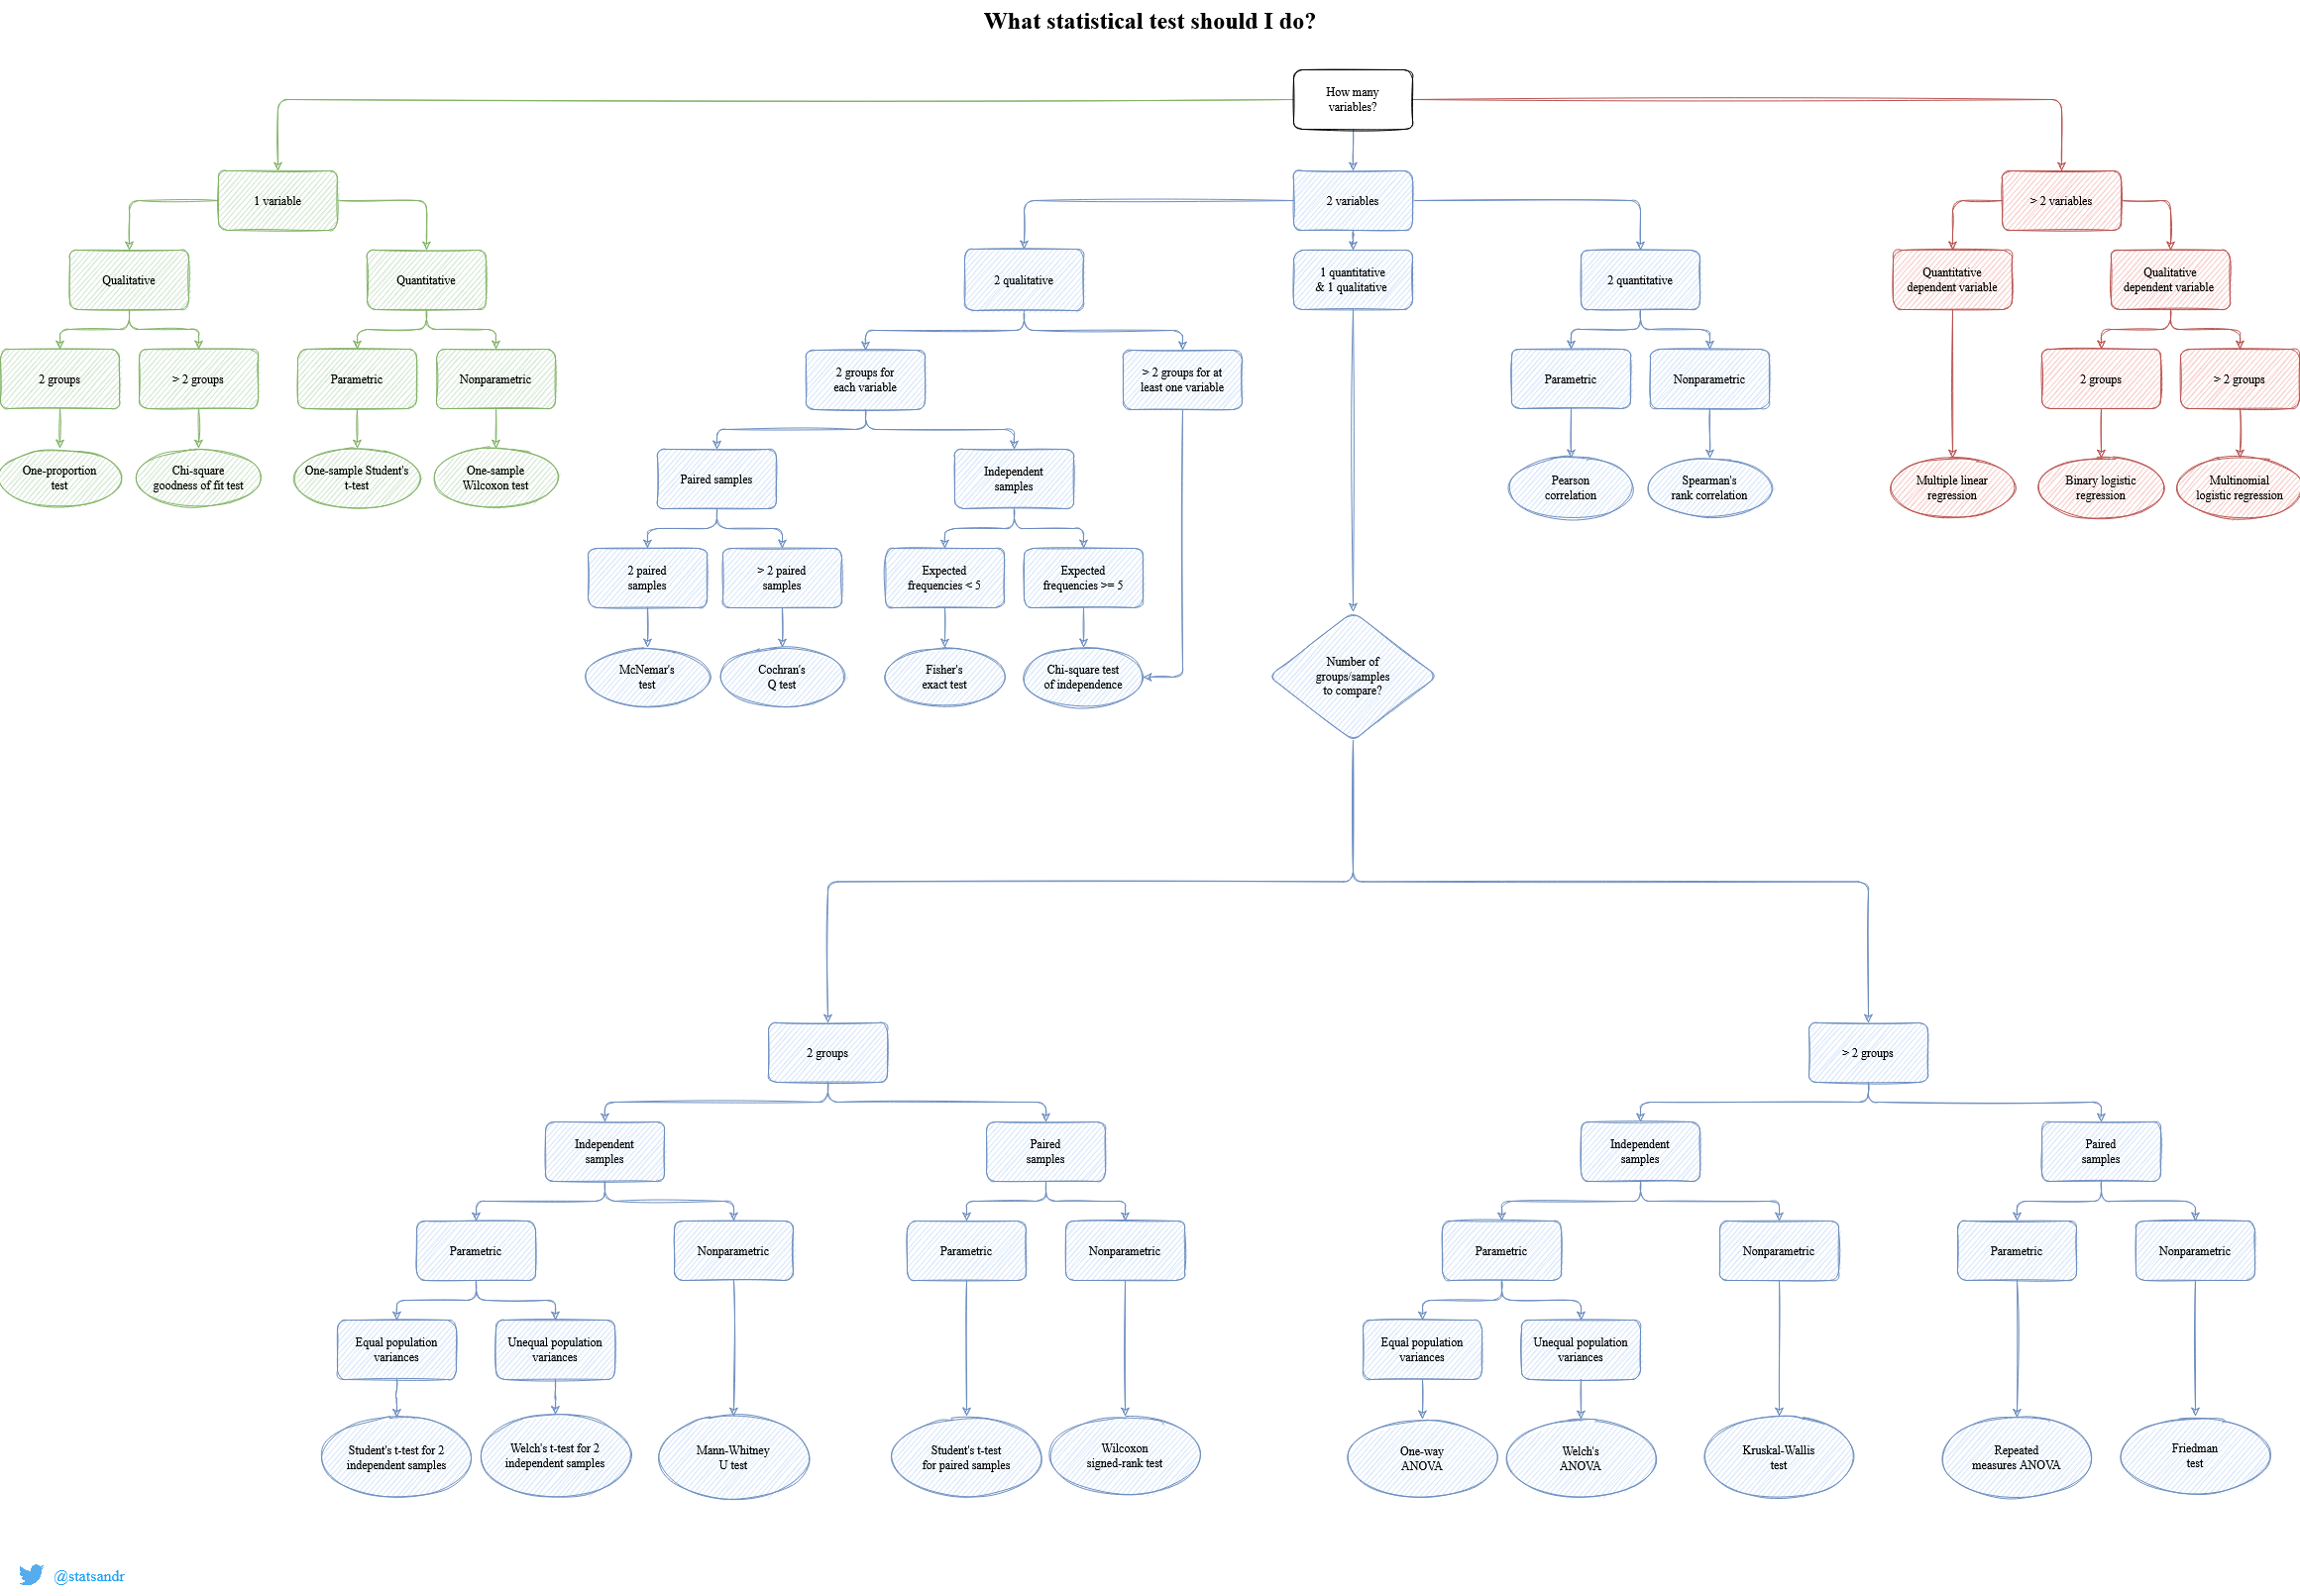 What statistical test should I do?
How many
variables?
1 variable
2 variables
> 2 variables
Qualitative
Quantitative
2 qualitative
1 quantitative
& 1 qualitative
2 quantitative
Quantitative
dependent variable
Qualitative
dependent variable
2 groups
> 2 groups
Parametric
Nonparametric
2 groups for
each variable
> 2 groups for at
least one variable
Parametric
Nonparametric
2 groups
> 2 groups
One-proportion
test
Chi-square
goodness of fit test
One-sample Student's
t-test
One-sample
Wilcoxon test
Paired samples
Independent
samples
Pearson
correlation
Spearman's
rank correlation
Multiple linear
regression
Binary logistic
regression
Multinomial
logistic regression
2 paired
samples
> 2 paired
samples
Expected
frequencies < 5
Expected
frequencies >= 5
McNemar's
test
Cochran's
Q test
Fisher's
exact test
Chi-square test
of independence
Number of
groups/samples
to compare?
2 groups
> 2 groups
Independent
samples
Paired
samples
Independent
samples
Paired
samples
Parametric
Nonparametric
Parametric
Nonparametric
Parametric
Nonparametric
Parametric
Nonparametric
Equal population
variances
Unequal population
variances
Equal population
variances
Unequal population
variances
Student's t-test for 2
independent samples
Welch's t-test for 2
independent samples
Mann-Whitney
U test
Student's t-test
for paired samples
Wilcoxon
signed-rank test
One-way
ANOVA
Welch's
ANOVA
Kruskal-Wallis
test
Repeated
measures ANOVA
Friedman
test
@statsandr